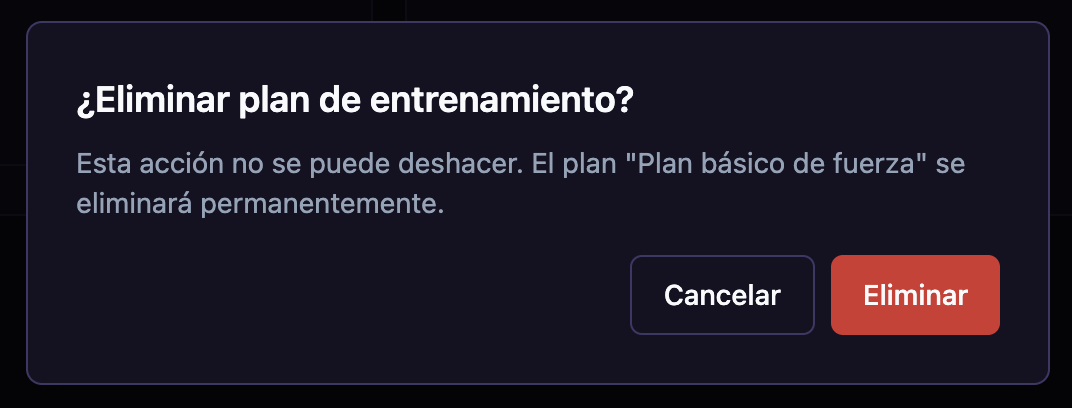 ¿Eliminar plan de entrenamiento?
Esta acción no se puede deshacer. El plan "Plan básico de fuerza" se
eliminará permanentemente.
Cancelar
Eliminar